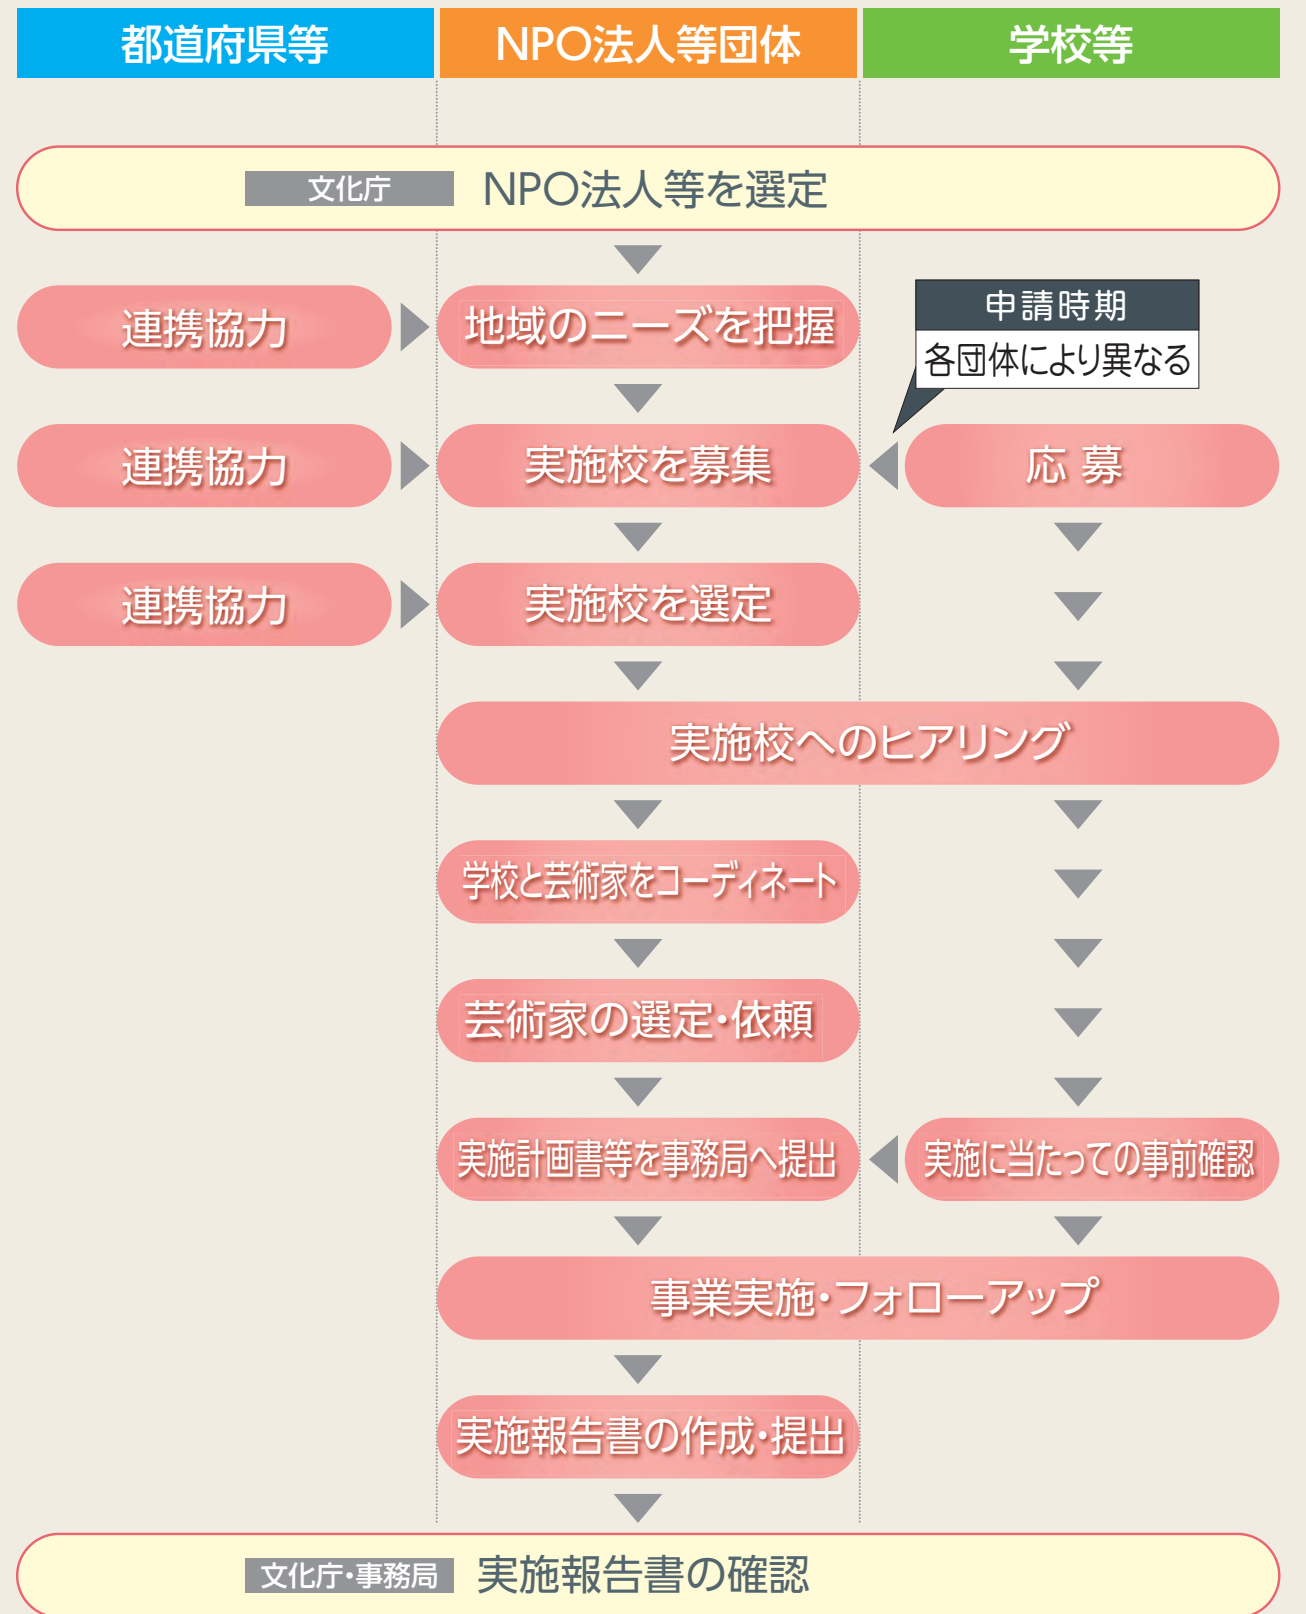 都道府県等
NPO法人等団体
学校等
文化庁 NPO法人等を選定
連携協力
地域のニーズを把握
申請時期
各団体により異なる
連携協力
実施校を募集
応 募
連携協力
実施校を選定
実施校へのヒアリング
学校と芸術家をコーディネート
芸術家の選定・依頼
実施計画書等を事務局へ提出
実施に当たっての事前確認
事業実施・フォローアップ
実施報告書の作成・提出
文化庁・事務局 実施報告書の確認